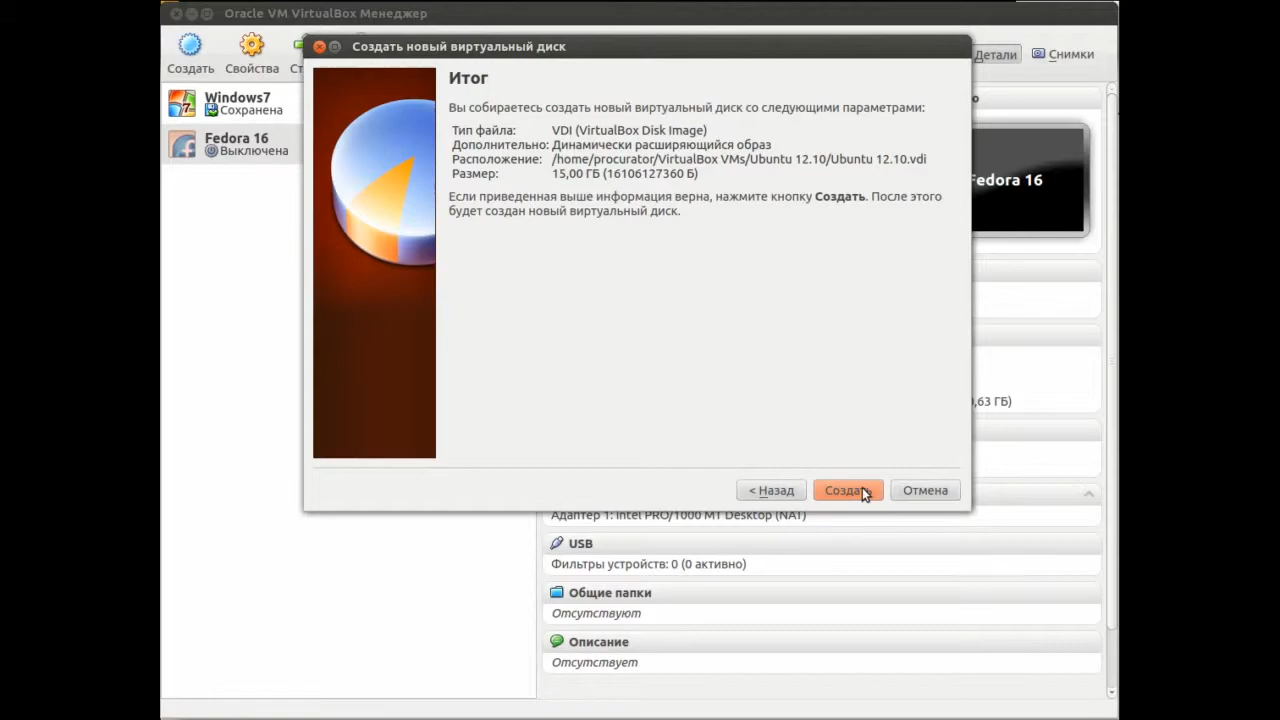 Oracle VM VirtualBox Менеджер
Создать
Свойства
Ст
Детали
Снимки
Windows7
Сохранена
Fedora 16
Выключена
Создать новый виртуальный диск
Итог
Вы собираетесь создать новый виртуальный диск со следующими параметрами:
Тип файла: VDI (VirtualBox Disk Image)
Дополнительно: Динамически расширяющийся образ
Расположение: /home/procurator/VirtualBox VMs/Ubuntu 12.10/Ubuntu 12.10.vdi
Размер: 15,00 ГБ (16106127360 Б)
Если приведенная выше информация верна, нажмите кнопку Создать. После этого
будет создан новый виртуальный диск.
< Назад
Создать
Отмена
о
Fedora 16
,63 ГБ)
Адаптер 1: Intel PRO/1000 MT Desktop (NAT)
USB
Фильтры устройств: 0 (0 активно)
Общие папки
Отсутствуют
Описание
Отсутствует